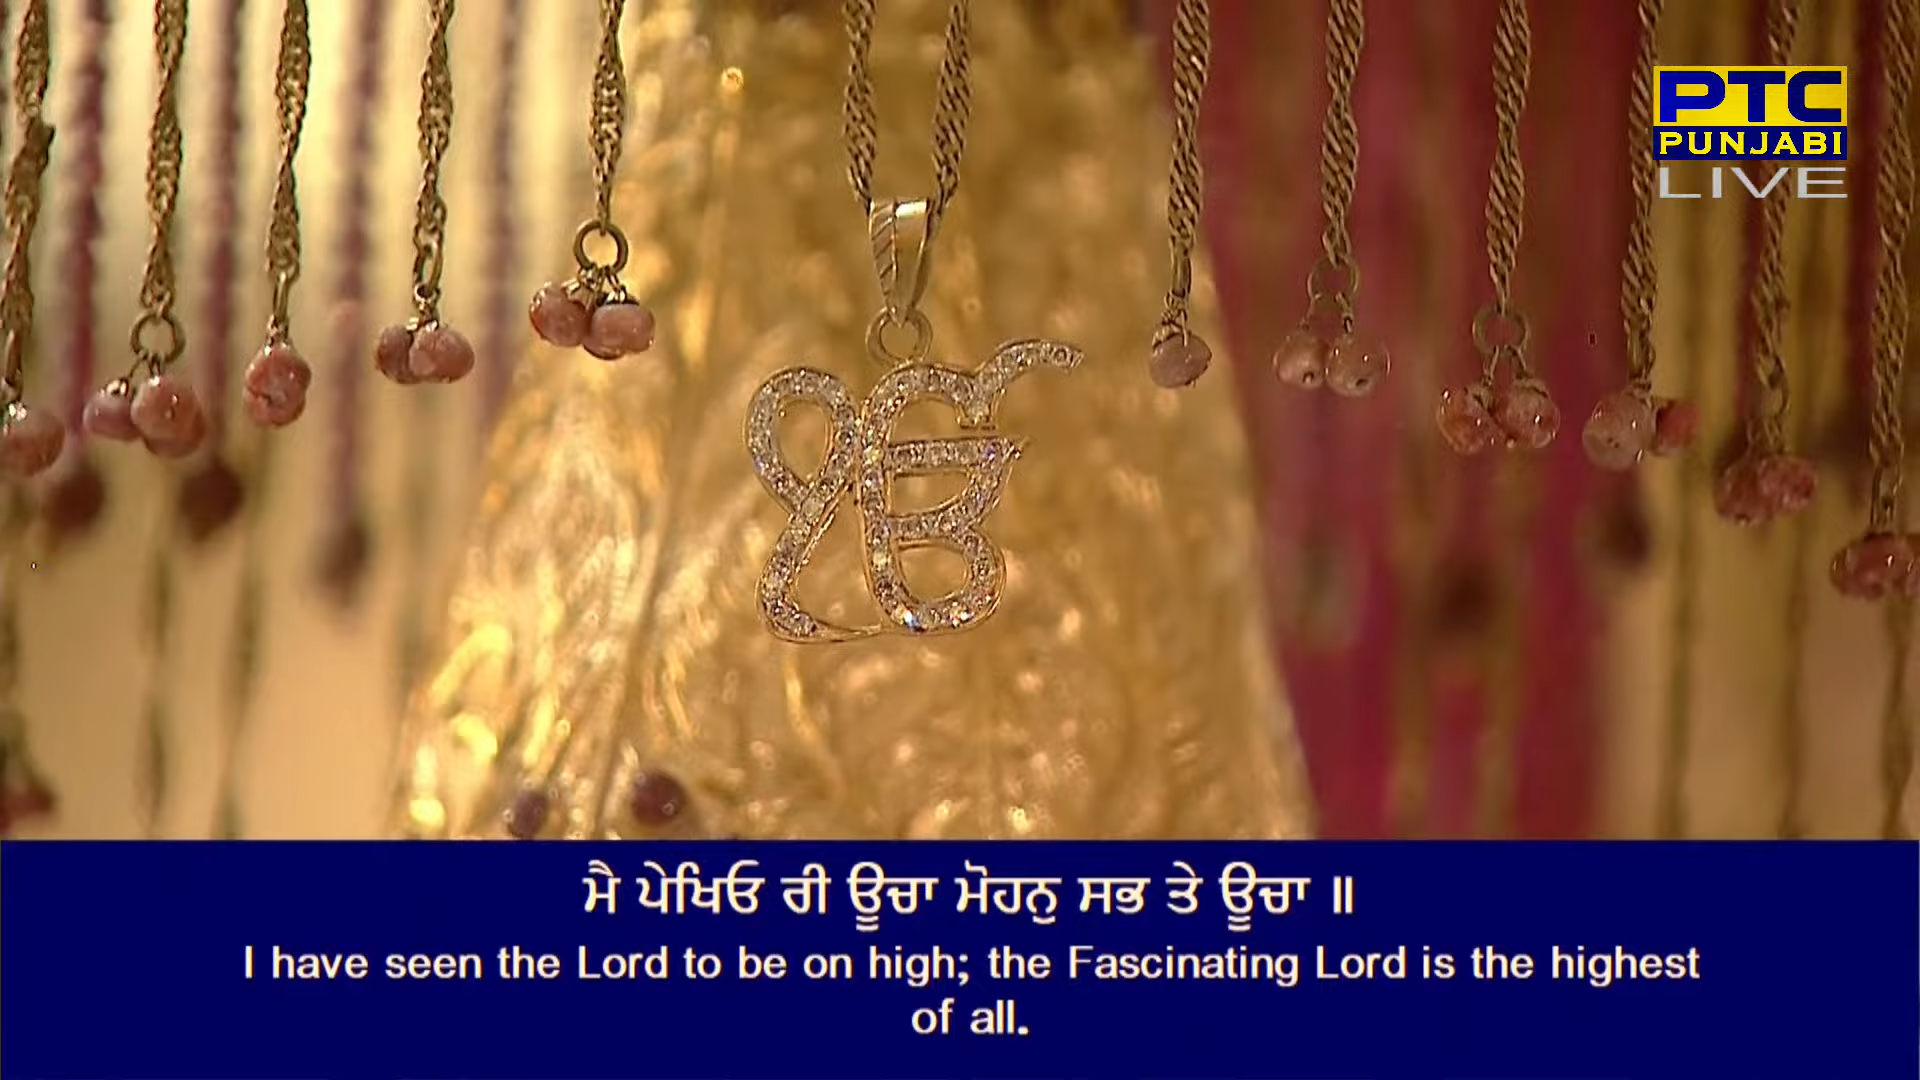 PTC
PUNJABI
LIVE
ੴ
ਮੈ ਪੇਖਿਓ ਰੀ ਊਚਾ ਮੋਹਨੁ ਸਭ ਤੇ ਊਚਾ ॥
I have seen the Lord to be on high; the Fascinating Lord is the highest
of all.